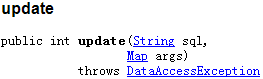 update
public int update(String sql,
Map args)
throws DataAccessException